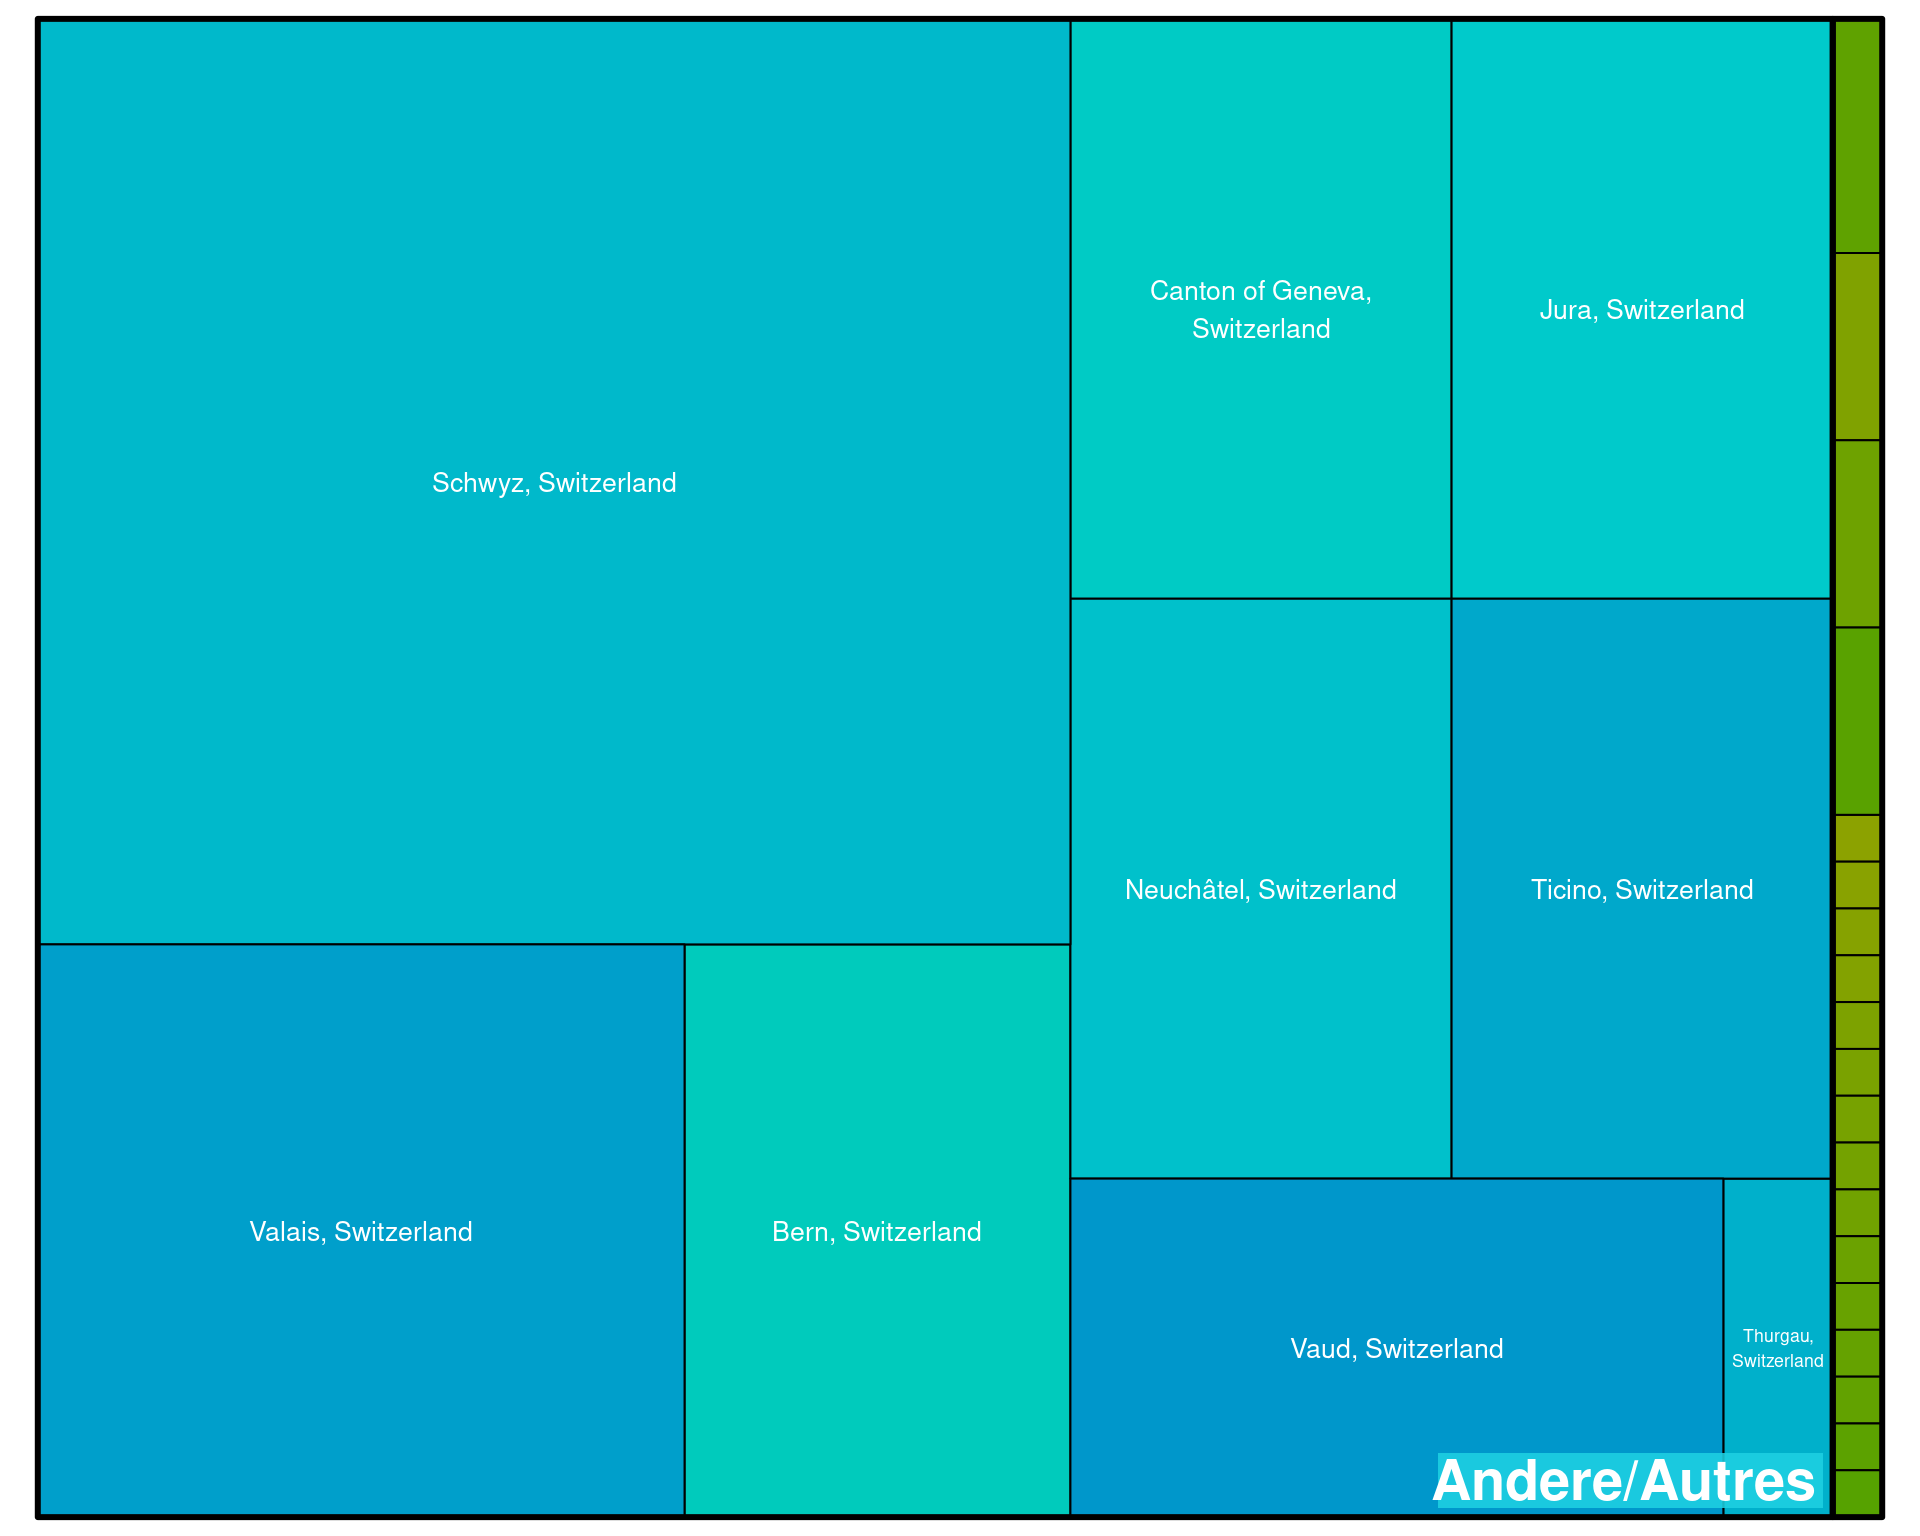 Schwyz, Switzerland
Canton of Geneva,
Switzerland
Jura, Switzerland
Neuchâtel, Switzerland
Ticino, Switzerland
Valais, Switzerland
Bern, Switzerland
Vaud, Switzerland
Thurgau,
Switzerland
Andere/Autres